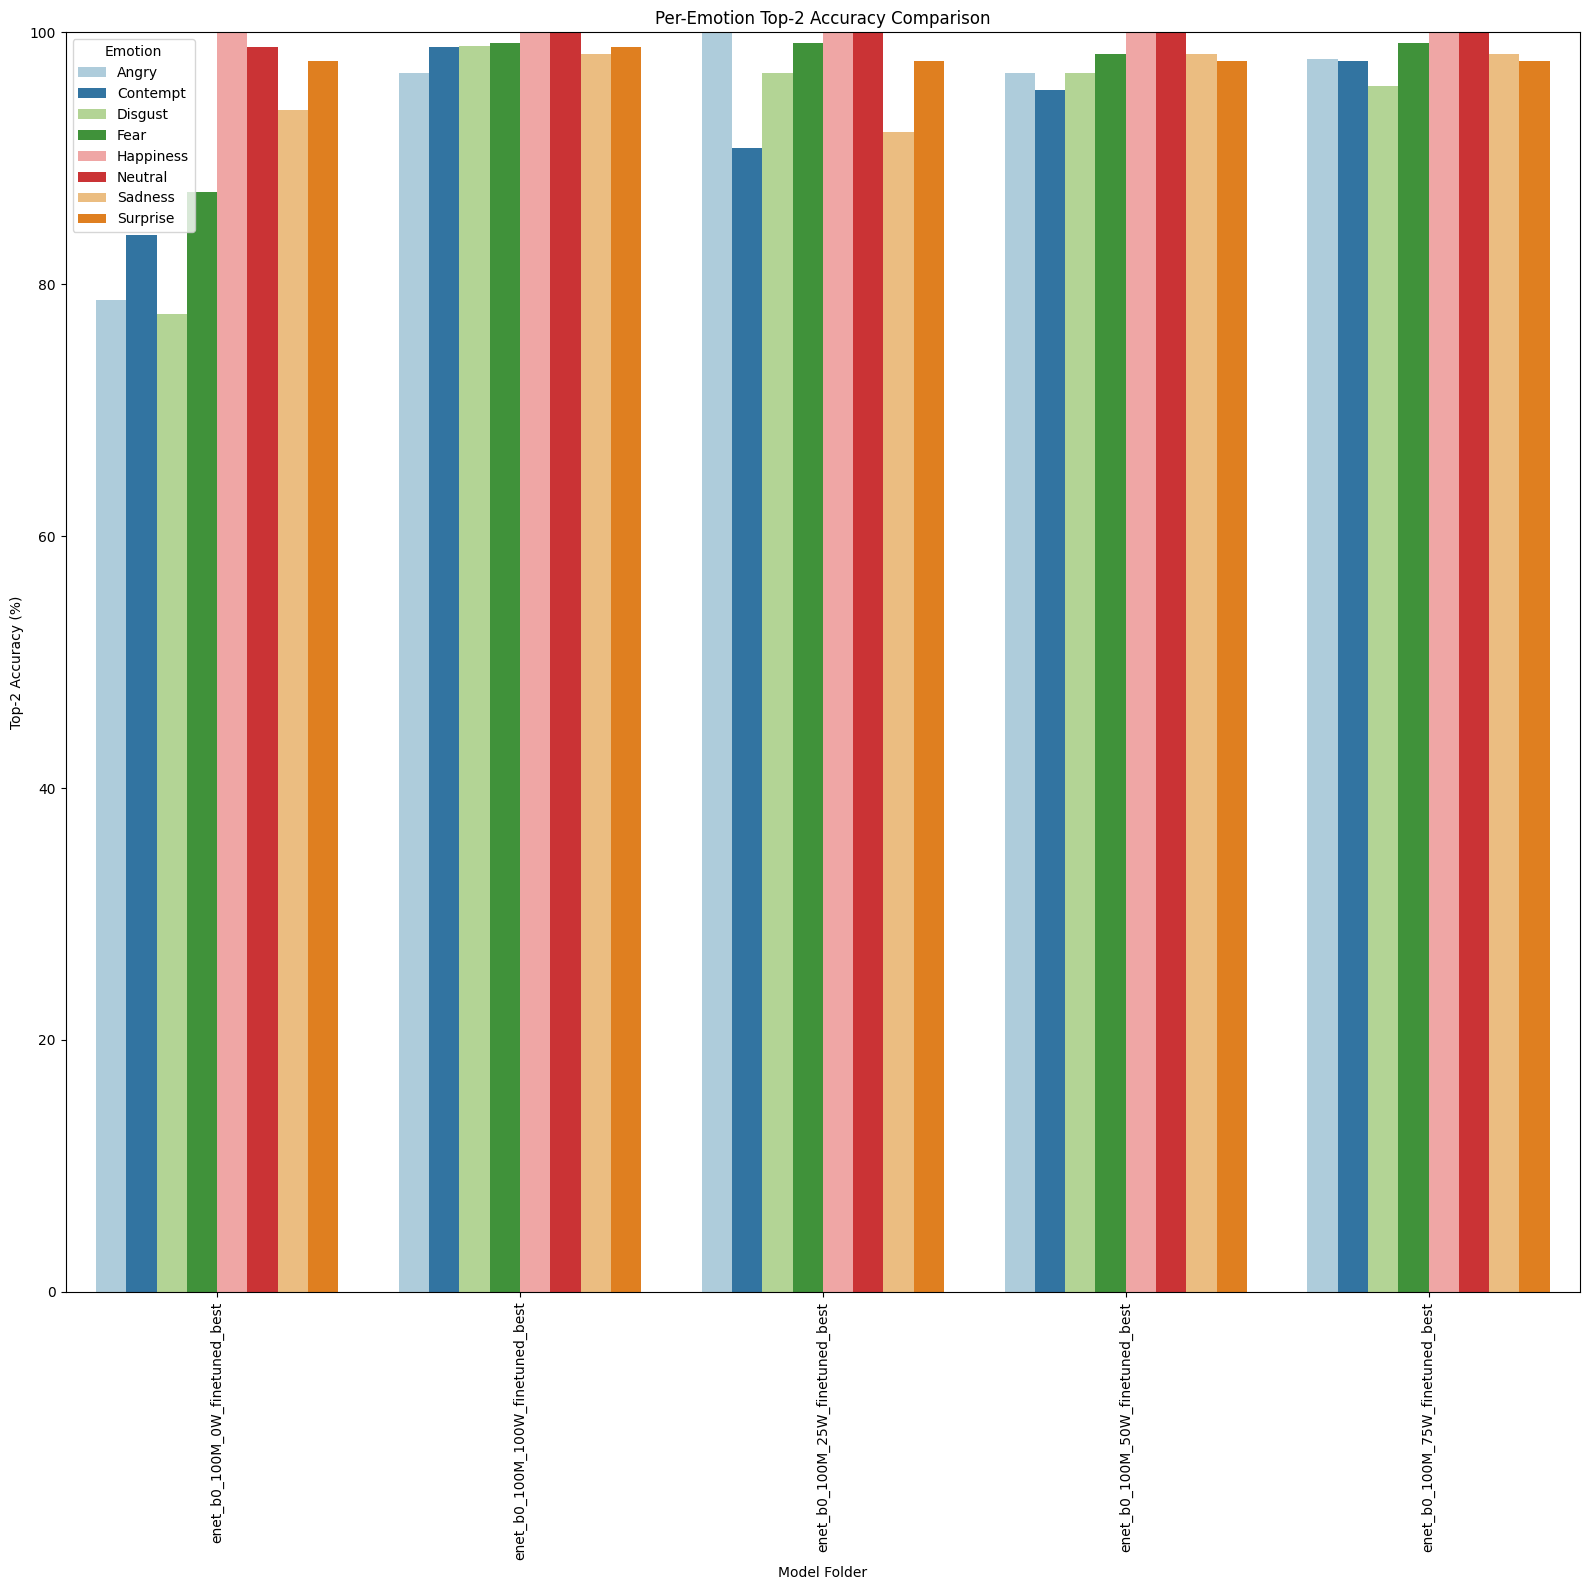 Per-Emotion Top-2 Accuracy Comparison
Emotion
Angry
Contempt
Disgust
Fear
Happiness
Neutral
Sadness
Surprise
100
80
60
40
20
0
Top-2 Accuracy (%)
enet_b0_100M_0W_finetuned_best
enet_b0_100M_100W_finetuned_best
enet_b0_100M_25W_finetuned_best
enet_b0_100M_50W_finetuned_best
enet_b0_100M_75W_finetuned_best
Model Folder